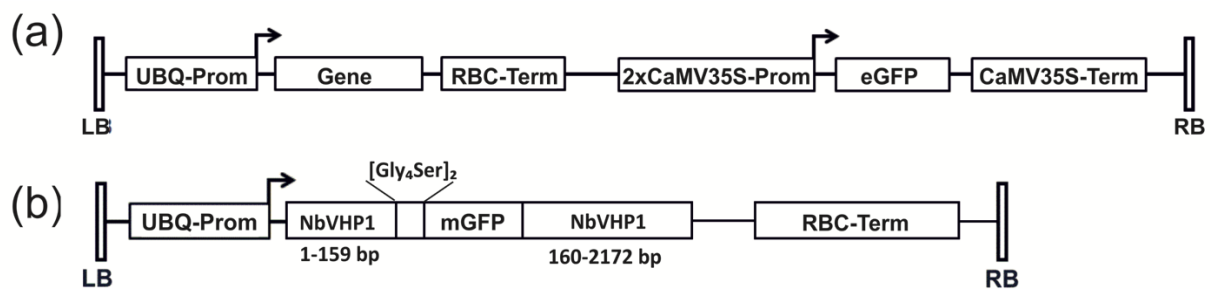 (a)
UBQ-Prom Gene RBC-Term 2xCaMV35S-Prom eGFP CaMV35S-Term
LB RB
[Gly₄Ser]₂
(b)
UBQ-Prom NbVHP1 mGFP NbVHP1 RBC-Term
1-159 bp 160-2172 bp
LB RB